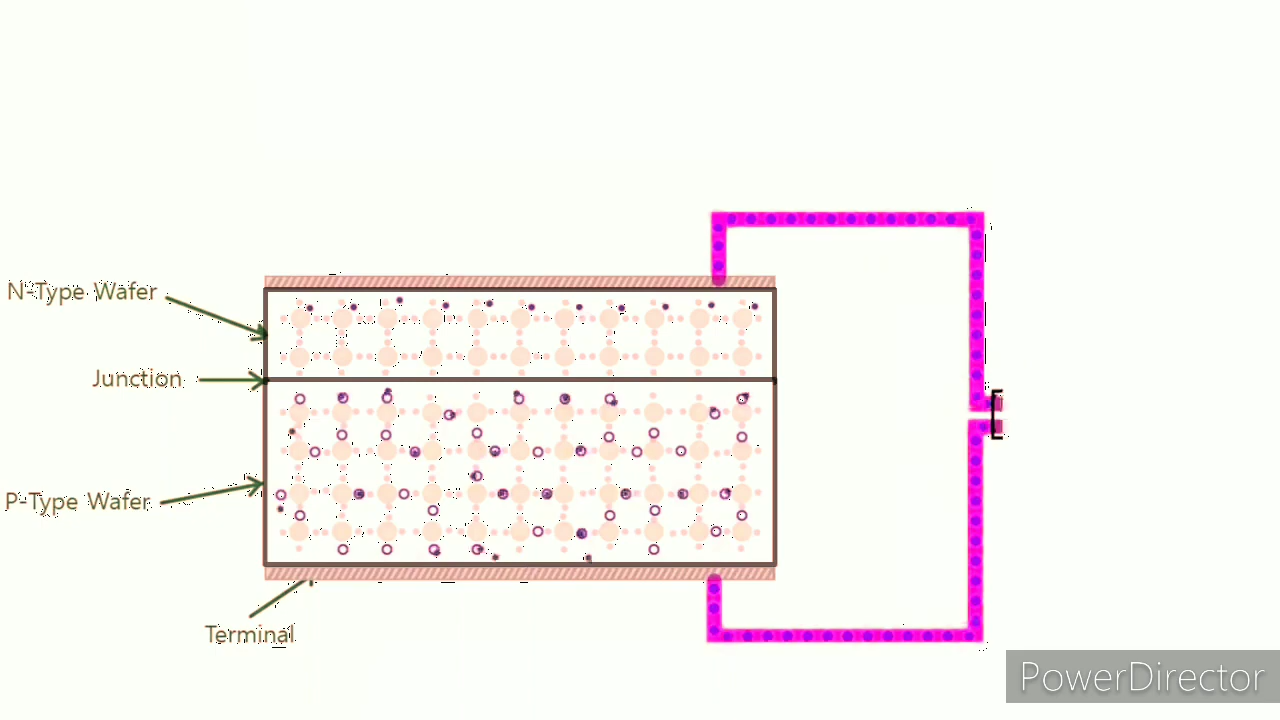 N-Type Wafer
Junction
P-Type Wafer
Terminal
PowerDirector